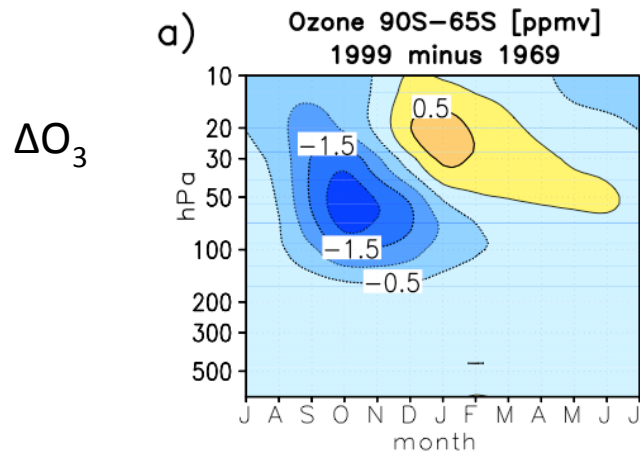 a)
Ozone 90S-65S [ppmv]
1999 minus 1969
ΔO₃
hPa
10
20
30
50
100
200
300
500
0.5
-1.5
-1.5
-0.5
J A S O N D J F M A M J J
month